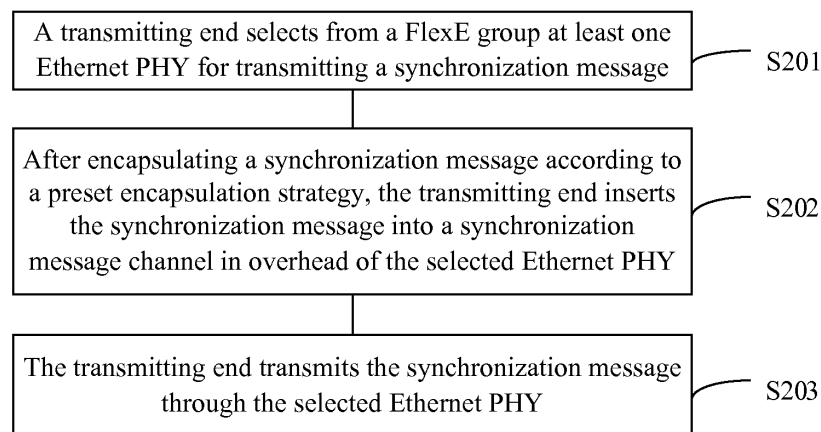 A transmitting end selects from a FlexE group at least one
Ethernet PHY for transmitting a synchronization message
S201
After encapsulating a synchronization message according to
a preset encapsulation strategy, the transmitting end inserts
the synchronization message into a synchronization
message channel in overhead of the selected Ethernet PHY
S202
The transmitting end transmits the synchronization message
through the selected Ethernet PHY
S203